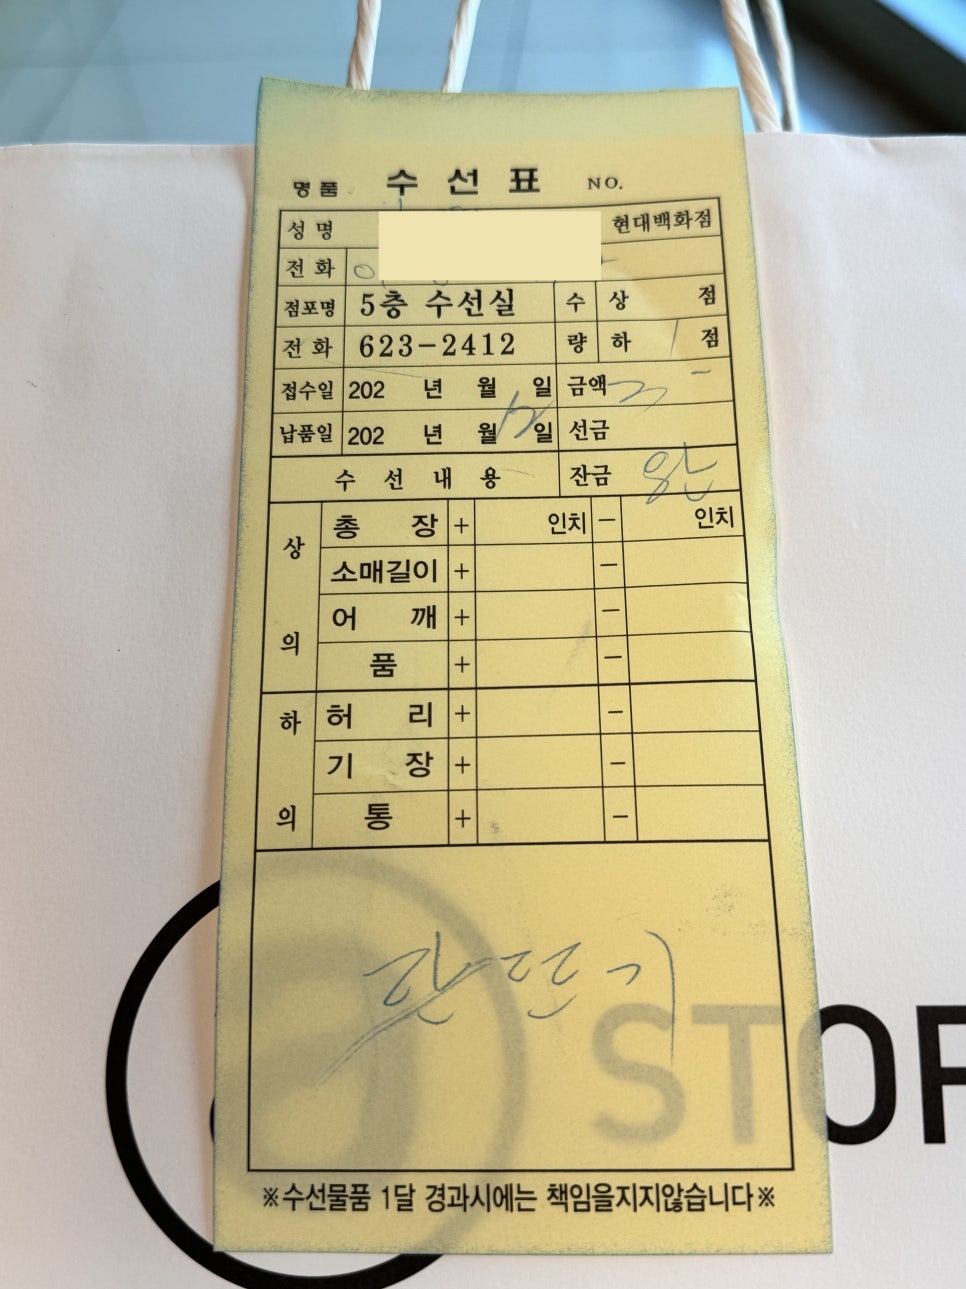 명품 수선표 NO.
성명 현대백화점
전화
점포명 5층 수선실 수 상 점
전화 623-2412 량 하 1 점
접수일 202 년 월 일 금액
납품일 202 년 월 일 선금
수선내용 잔금
상의 총장 + 인치 - 인치
소매길이 + -
어깨 + -
품 + -
하의 허리 + -
기장 + -
통 + -
STOR
※수선물품 1달 경과시에는 책임을지지않습니다※